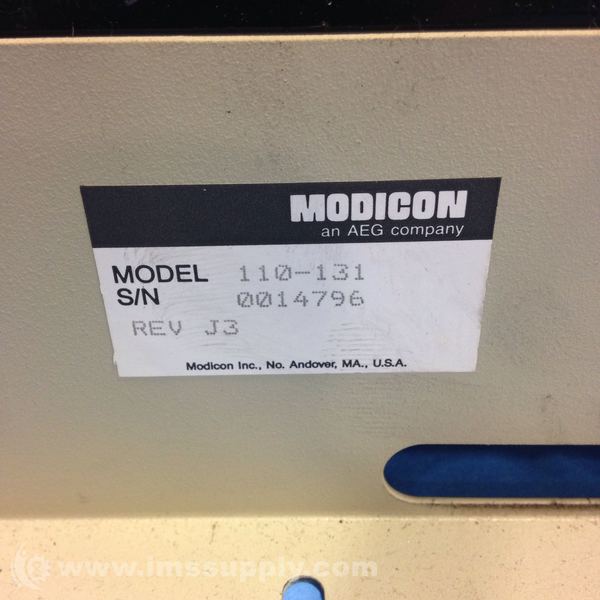 MODICON
an AEG company
MODEL 110-131
S/N 0014796
REV J3
Modicon Inc., No. Andover, MA., U.S.A.
www.imssupply.com